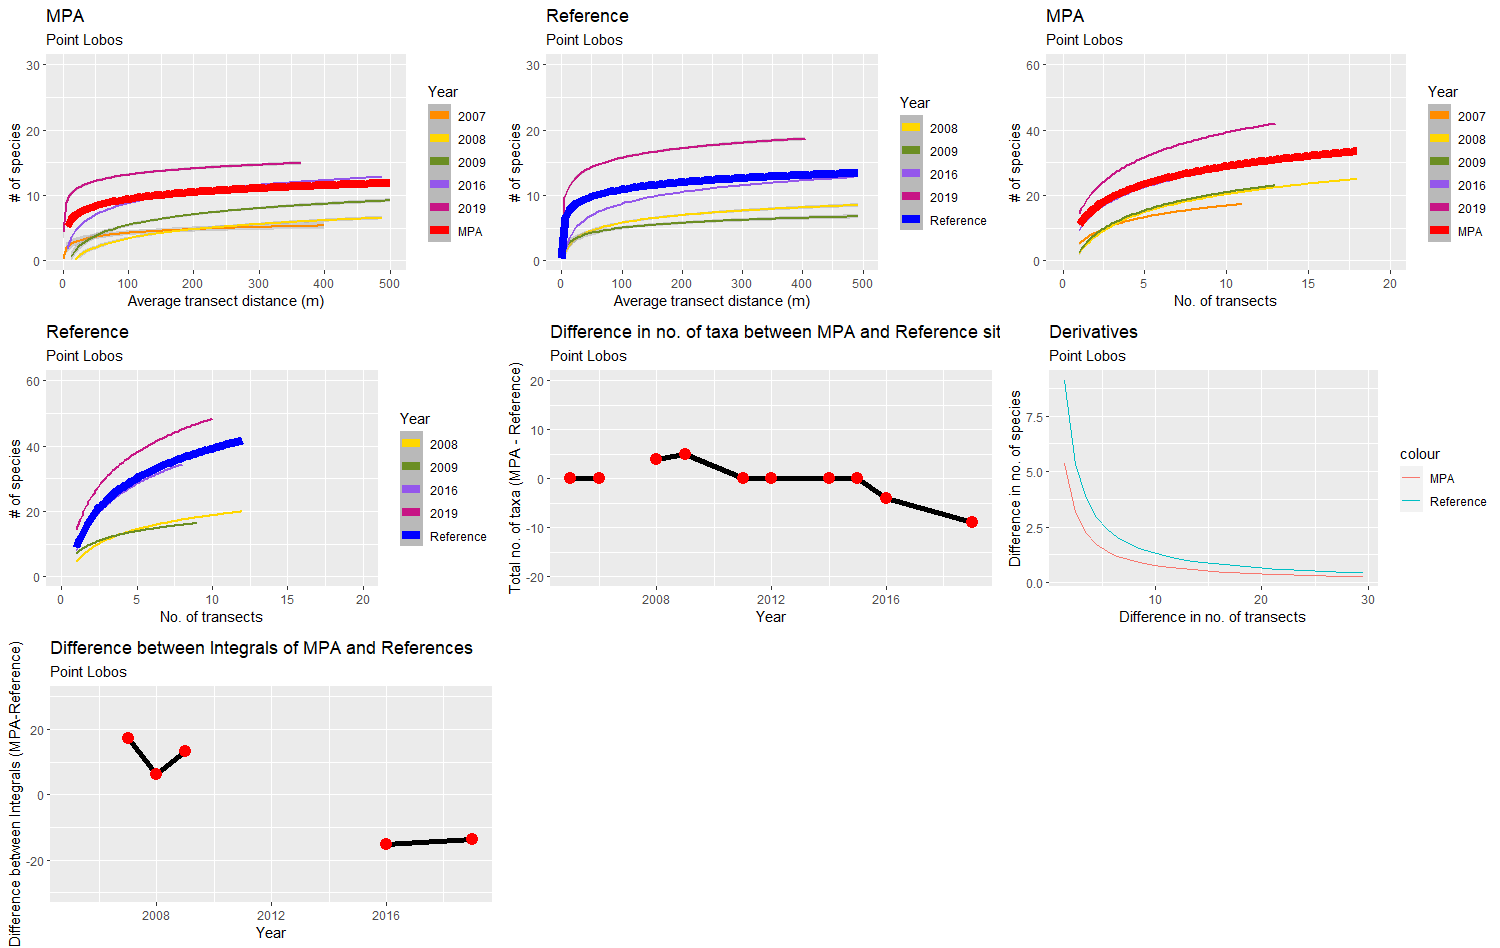 MPA
Point Lobos
# of species
30
20
10
0
0 100 200 300 400 500
Average transect distance (m)
Year
2007
2008
2009
2016
2019
MPA
Reference
Point Lobos
# of species
30
20
10
0
0 100 200 300 400 500
Average transect distance (m)
Year
2008
2009
2016
2019
Reference
MPA
Point Lobos
# of species
60
40
20
0
0 5 10 15 20
No. of transects
Year
2007
2008
2009
2016
2019
MPA
Reference
Point Lobos
# of species
60
40
20
0
0 5 10 15 20
No. of transects
Year
2008
2009
2016
2019
Reference
Difference in no. of taxa between MPA and Reference sit
Point Lobos
Total no. of taxa (MPA - Reference)
20
10
0
-10
-20
2008 2012 2016
Year
Derivatives
Point Lobos
Difference in no. of species
7.5
5.0
2.5
0.0
10 20 30
Difference in no. of transects
colour
MPA
Reference
Difference between Integrals of MPA and References
Point Lobos
Difference between Integrals (MPA-Reference)
20
0
-20
2008 2012 2016
Year